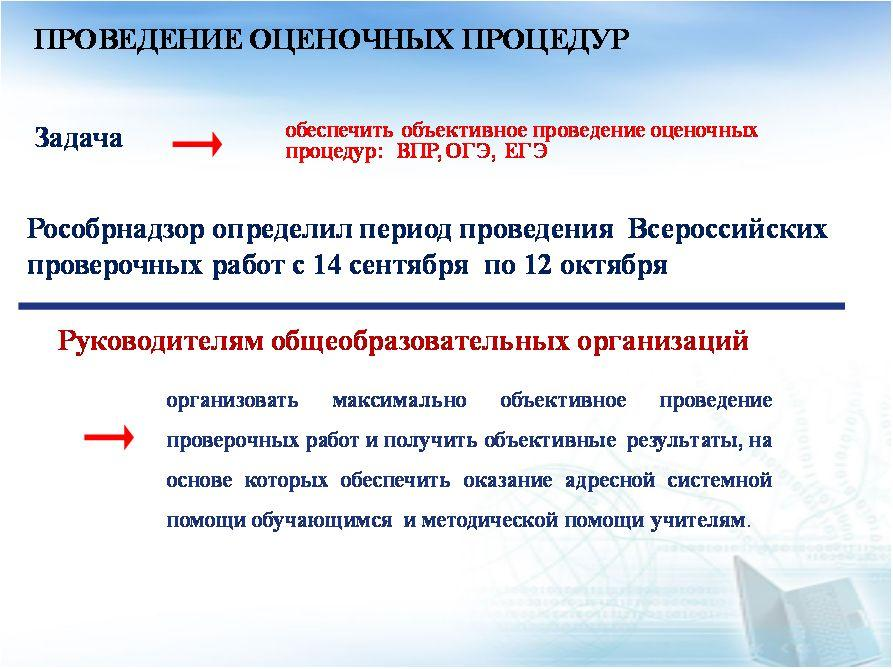 ПРОВЕДЕНИЕ ОЦЕНОЧНЫХ ПРОЦЕДУР
Задача
обеспечить объективное проведение оценочных
процедур: ВПР, ОГЭ, ЕГЭ
Рособрнадзор определил период проведения Всероссийских
проверочных работ с 14 сентября по 12 октября
Руководителям общеобразовательных организаций
организовать максимально объективное проведение
проверочных работ и получить объективные результаты, на
основе которых обеспечить оказание адресной системной
помощи обучающимся и методической помощи учителям.